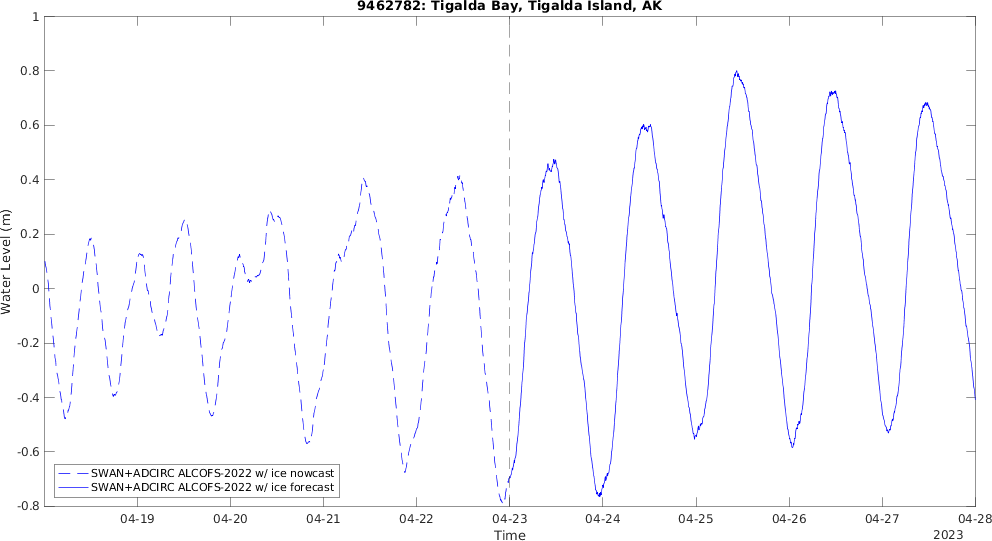 9462782: Tigalda Bay, Tigalda Island, AK
Water Level (m)
1
0.8
0.6
0.4
0.2
0
-0.2
-0.4
-0.6
-0.8
SWAN+ADCIRC ALCOFS-2022 w/ ice nowcast
SWAN+ADCIRC ALCOFS-2022 w/ ice forecast
04-19 04-20 04-21 04-22 04-23 04-24 04-25 04-26 04-27 04-28
Time
2023